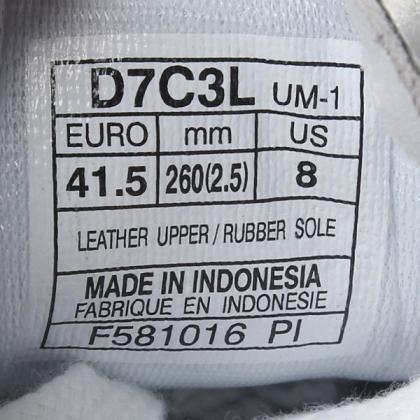 D7C3L UM-1
EURO mm US
41.5 260(2.5) 8
LEATHER UPPER / RUBBER SOLE
MADE IN INDONESIA
FABRIQUE EN INDONESIE
F581016 PI